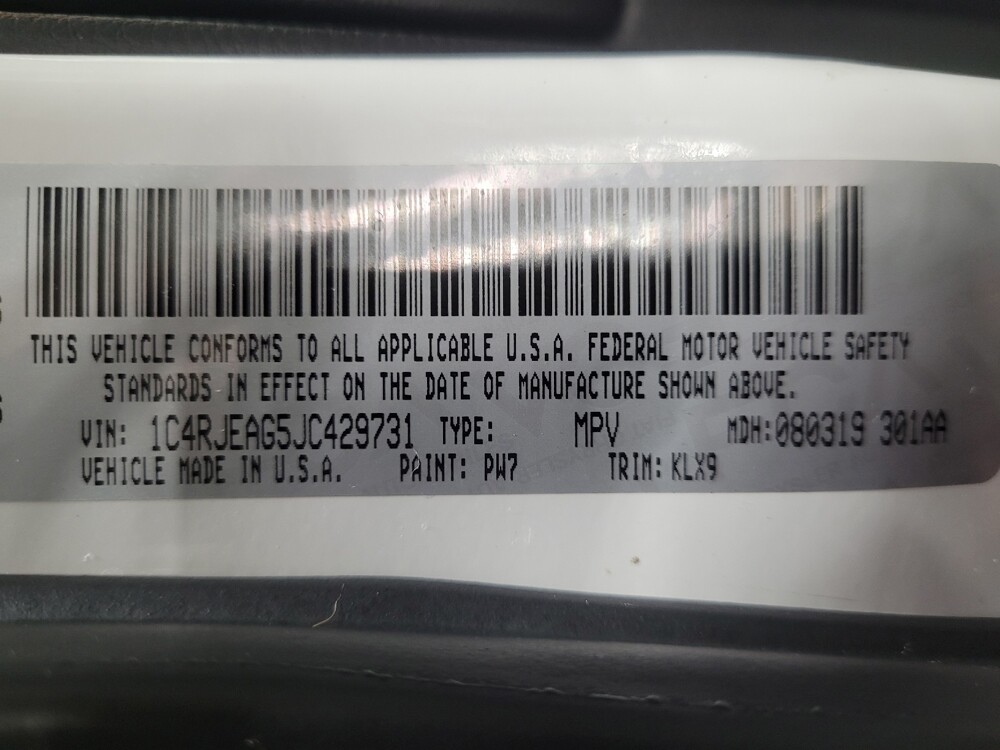 THIS VEHICLE CONFORMS TO ALL APPLICABLE U.S.A. FEDERAL MOTOR VEHICLE SAFETY
STANDARDS IN EFFECT ON THE DATE OF MANUFACTURE SHOWN ABOVE.
VIN: 1C4RJEAG5JC429731 TYPE: MPV MDH:080319 301AA
VEHICLE MADE IN U.S.A. PAINT: PW7 TRIM: KLX9